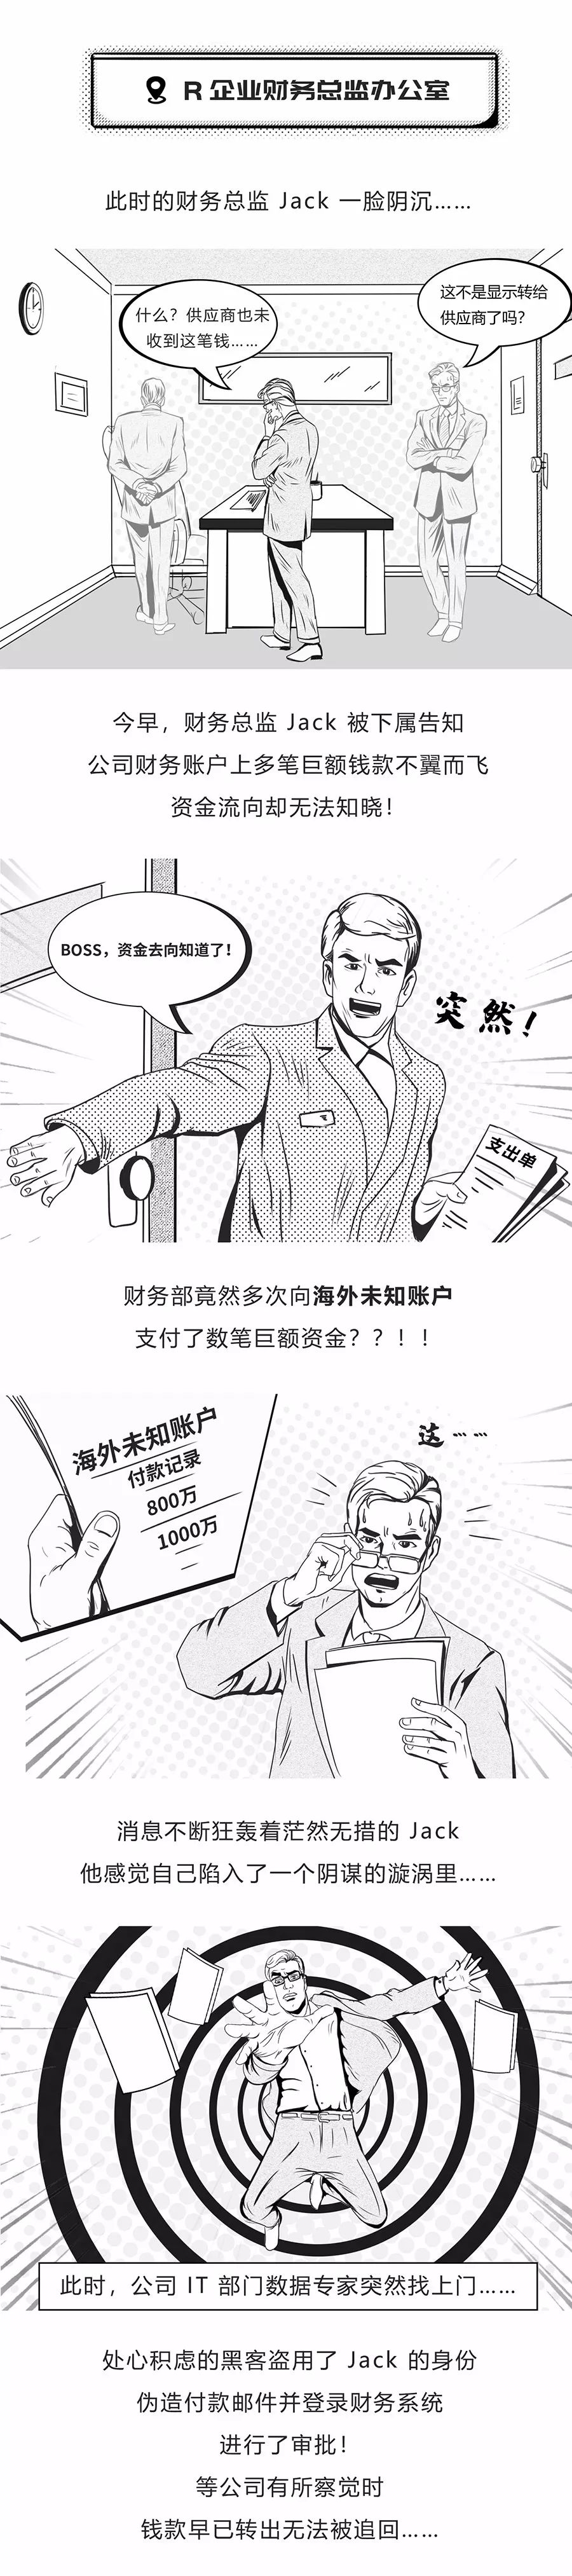 R 企业财务总监办公室
此时的财务总监 Jack 一脸阴沉……
什么？供应商也未
收到这笔钱……
这不是显示转给
供应商了吗？
今早，财务总监 Jack 被下属告知
公司财务账户上多笔巨额钱款不翼而飞
资金流向却无法知晓！
BOSS，资金去向知道了！
突然！
支出单
财务部竟然多次向海外未知账户
支付了数笔巨额资金？？！！
海外未知账户
付款记录
800万
1000万
这……
消息不断狂轰着茫然无措的 Jack
他感觉自己陷入了一个阴谋的漩涡里……
此时，公司 IT 部门数据专家突然找上门……
处心积虑的黑客盗用了 Jack 的身份
伪造付款邮件并登录财务系统
进行了审批！
等公司有所察觉时
钱款早已转出无法被追回……